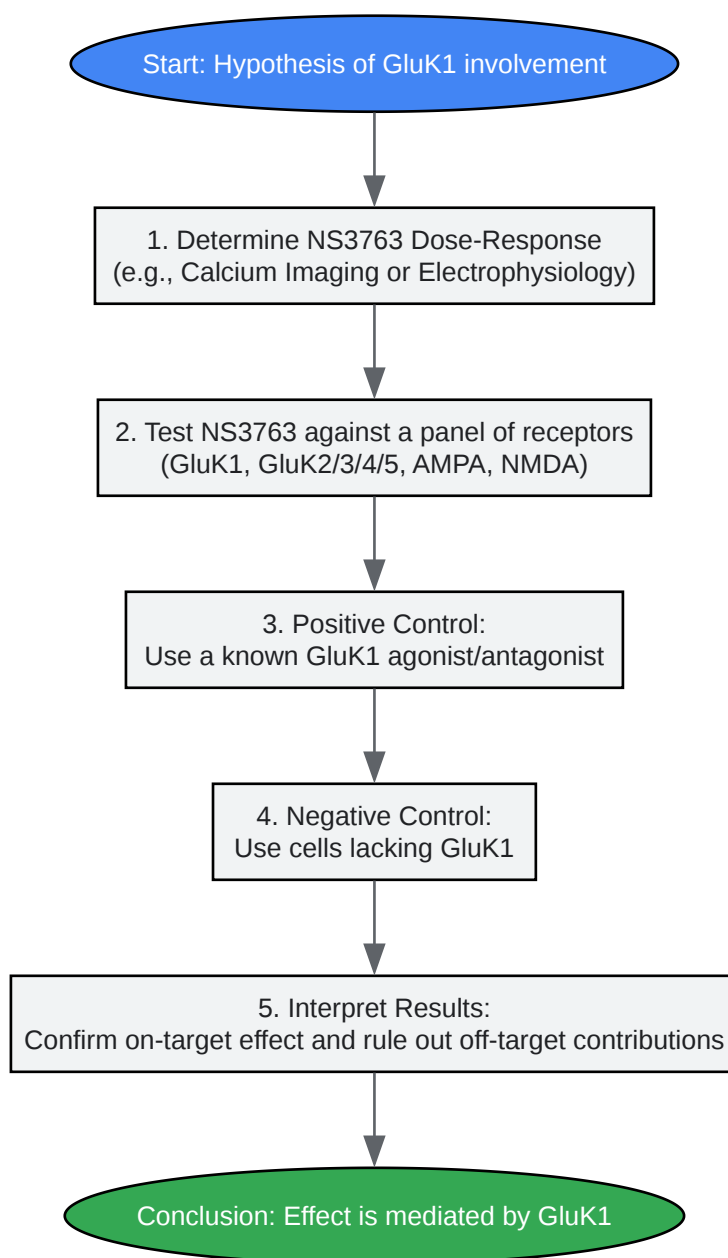 Start: Hypothesis of GluK1 involvement
1. Determine NS3763 Dose-Response
(e.g., Calcium Imaging or Electrophysiology)
2. Test NS3763 against a panel of receptors
(GluK1, GluK2/3/4/5, AMPA, NMDA)
3. Positive Control:
Use a known GluK1 agonist/antagonist
4. Negative Control:
Use cells lacking GluK1
5. Interpret Results:
Confirm on-target effect and rule out off-target contributions
Conclusion: Effect is mediated by GluK1